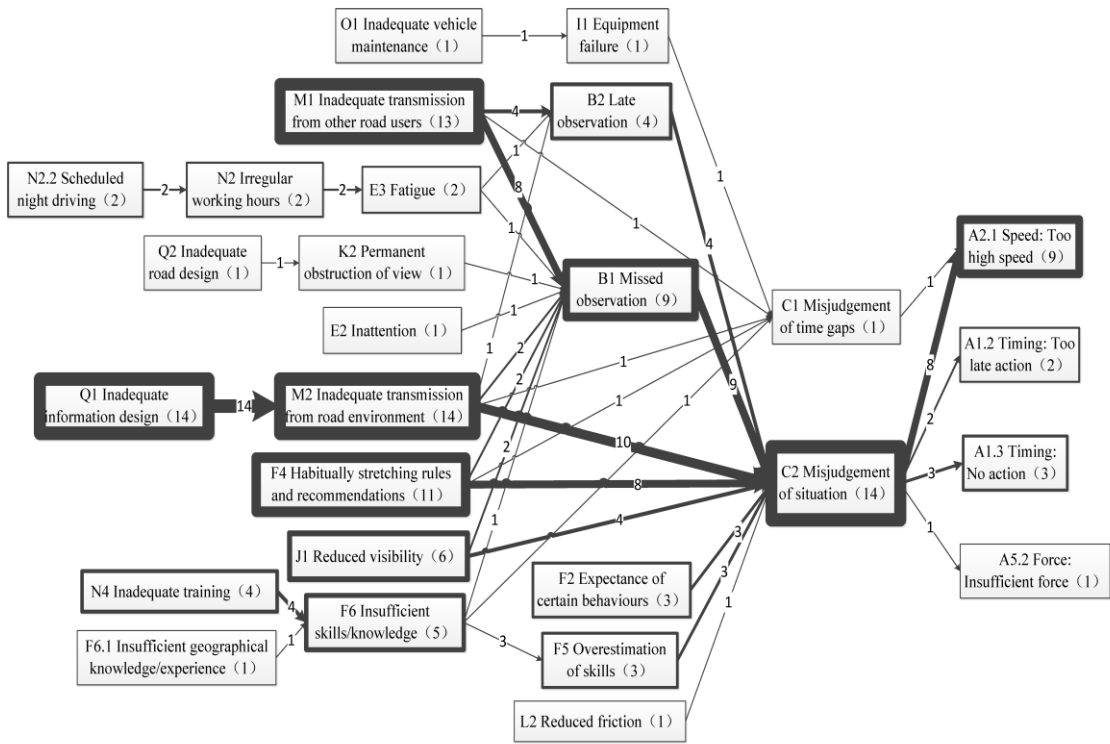 O1 Inadequate vehicle
maintenance（1）
1
I1 Equipment
failure（1）
M1 Inadequate transmission
from other road users（13）
4
B2 Late
observation（4）
1
8
1
N2.2 Scheduled
night driving（2）
2
N2 Irregular
working hours（2）
2
E3 Fatigue（2）
1
1
4
A2.1 Speed: Too
high speed（9）
Q2 Inadequate
road design（1）
1
K2 Permanent
obstruction of view（1）
1
B1 Missed
observation（9）
1
C1 Misjudgement
of time gaps（1）
E2 Inattention（1）
1
1
2
1
A1.2 Timing: Too
late action（2）
8
Q1 Inadequate
information design（14）
14
M2 Inadequate transmission
from road environment（14）
2
1
1
9
2
10
2
F4 Habitually stretching rules
and recommendations（11）
8
C2 Misjudgement
of situation（14）
3
A1.3 Timing:
No action（3）
1
4
1
J1 Reduced visibility（6）
3
A5.2 Force:
Insufficient force（1）
N4 Inadequate training（4）
4
F2 Expectance of
certain behaviours（3）
3
1
F6 Insufficient
skills/knowledge（5）
F6.1 Insufficient geographical
knowledge/experience（1）
1
3
F5 Overestimation
of skills（3）
L2 Reduced friction（1）